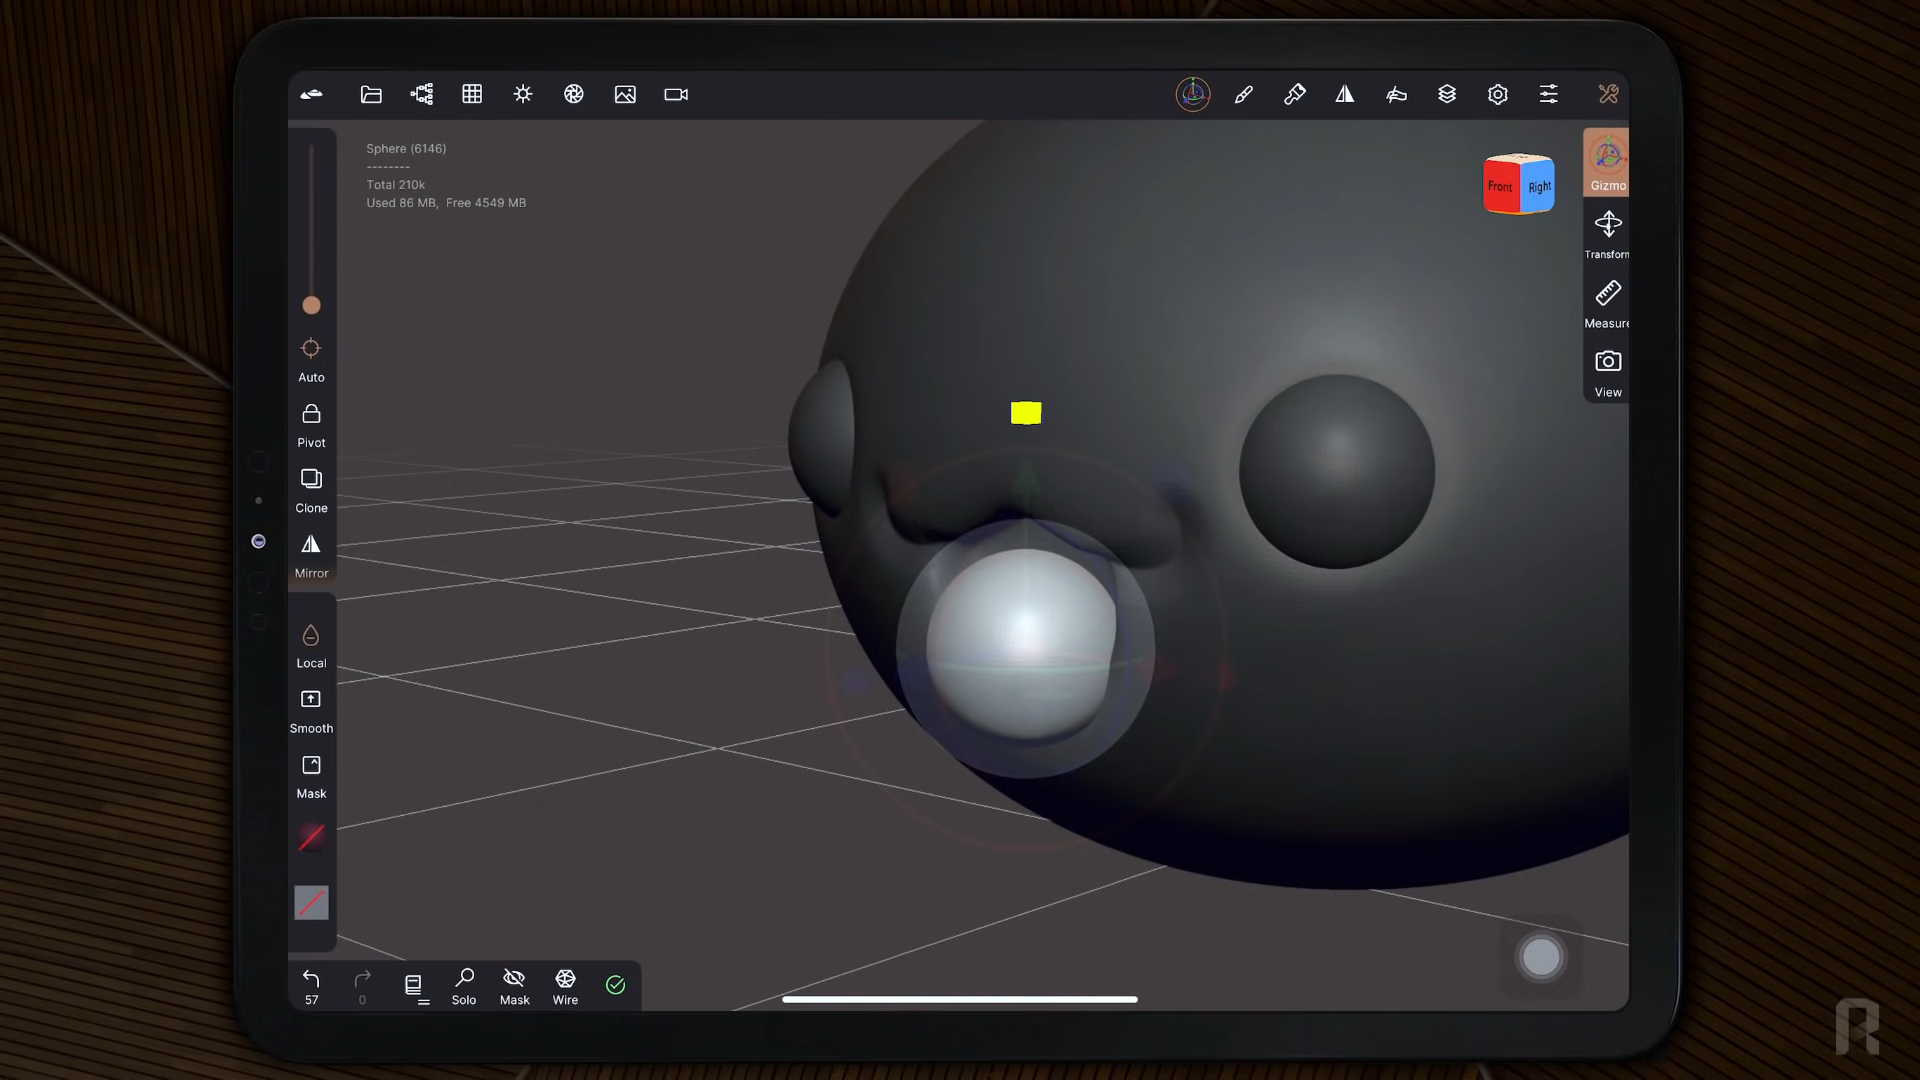 Sphere (6146)
--------
Total 210k
Used 86 MB, Free 4549 MB
Front
Right
Gizmo
Transform
Measure
View
Auto
Pivot
Clone
Mirror
Local
Smooth
Mask
57
0
Solo
Mask
Wire